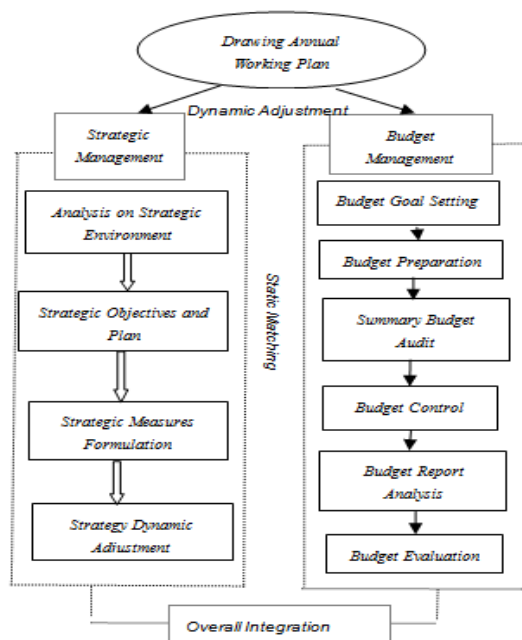 Drawing Annual
Working Plan
Dynamic Adjustment
Strategic
Management
Budget
Management
Analysis on Strategic
Environment
Strategic Objectives and
Plan
Strategic Measures
Formulation
Strategy Dynamic
Adjustment
Static Matching
Budget Goal Setting
Budget Preparation
Summary Budget
Audit
Budget Control
Budget Report
Analysis
Budget Evaluation
Overall Integration